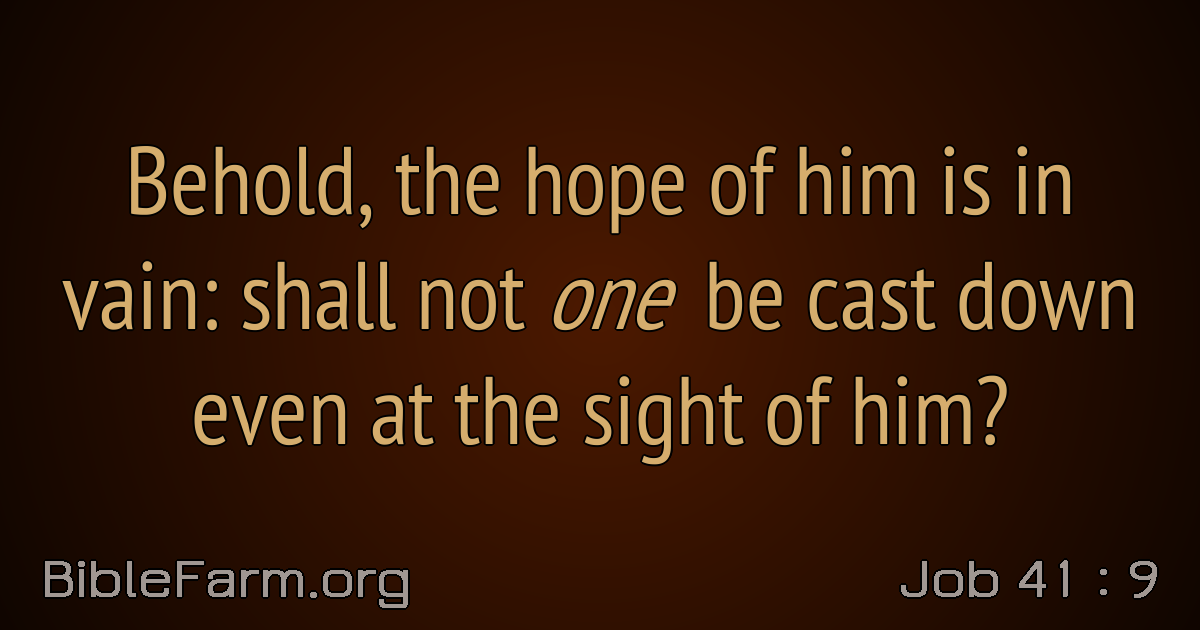 Behold, the hope of him is in
vain: shall not one be cast down
even at the sight of him?
BibleFarm.org
Job 41 : 9